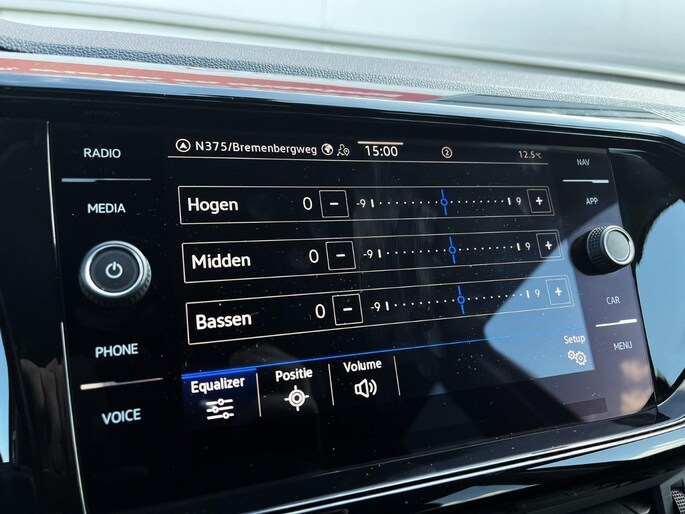 RADIO
MEDIA
PHONE
VOICE
N375/Bremenbergweg
15:00
2
12.5°C
Hogen 0 − -9 9 +
Midden 0 − -9 9 +
Bassen 0 − -9 9 +
Equalizer
Positie
Volume
Setup
NAV
APP
CAR
MENU